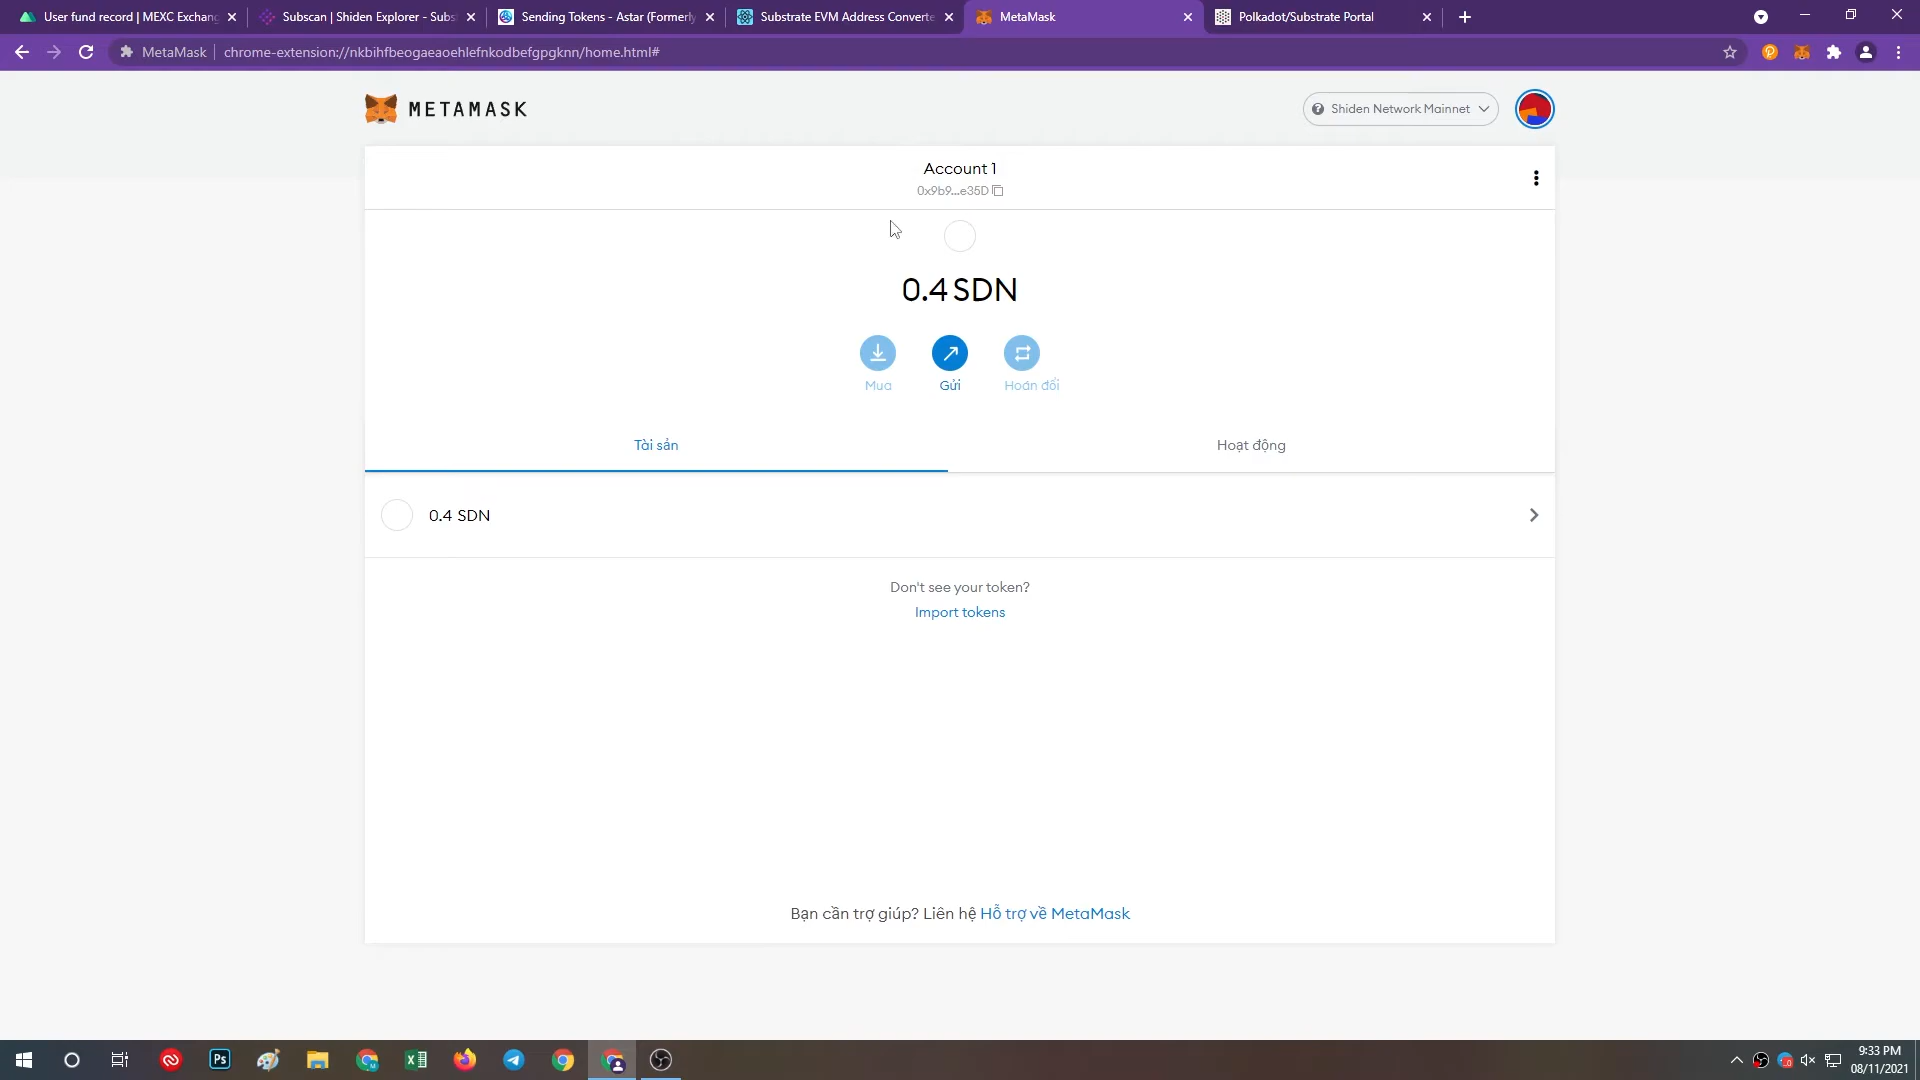 User fund record | MEXC Exchang
Subscan | Shiden Explorer - Subs
Sending Tokens - Astar (Formerly
Substrate EVM Address Converte
MetaMask
Polkadot/Substrate Portal
MetaMask
chrome-extension://nkbihfbeogaeaoehlefnkodbefgpgknn/home.html#
METAMASK
Shiden Network Mainnet
Account 1
0x9b9...e35D
0.4 SDN
Mua
Gửi
Hoán đổi
Tài sản
Hoạt động
0.4 SDN
Don't see your token?
Import tokens
Bạn cần trợ giúp? Liên hệ Hỗ trợ về MetaMask
Ps
9:33 PM
08/11/2021